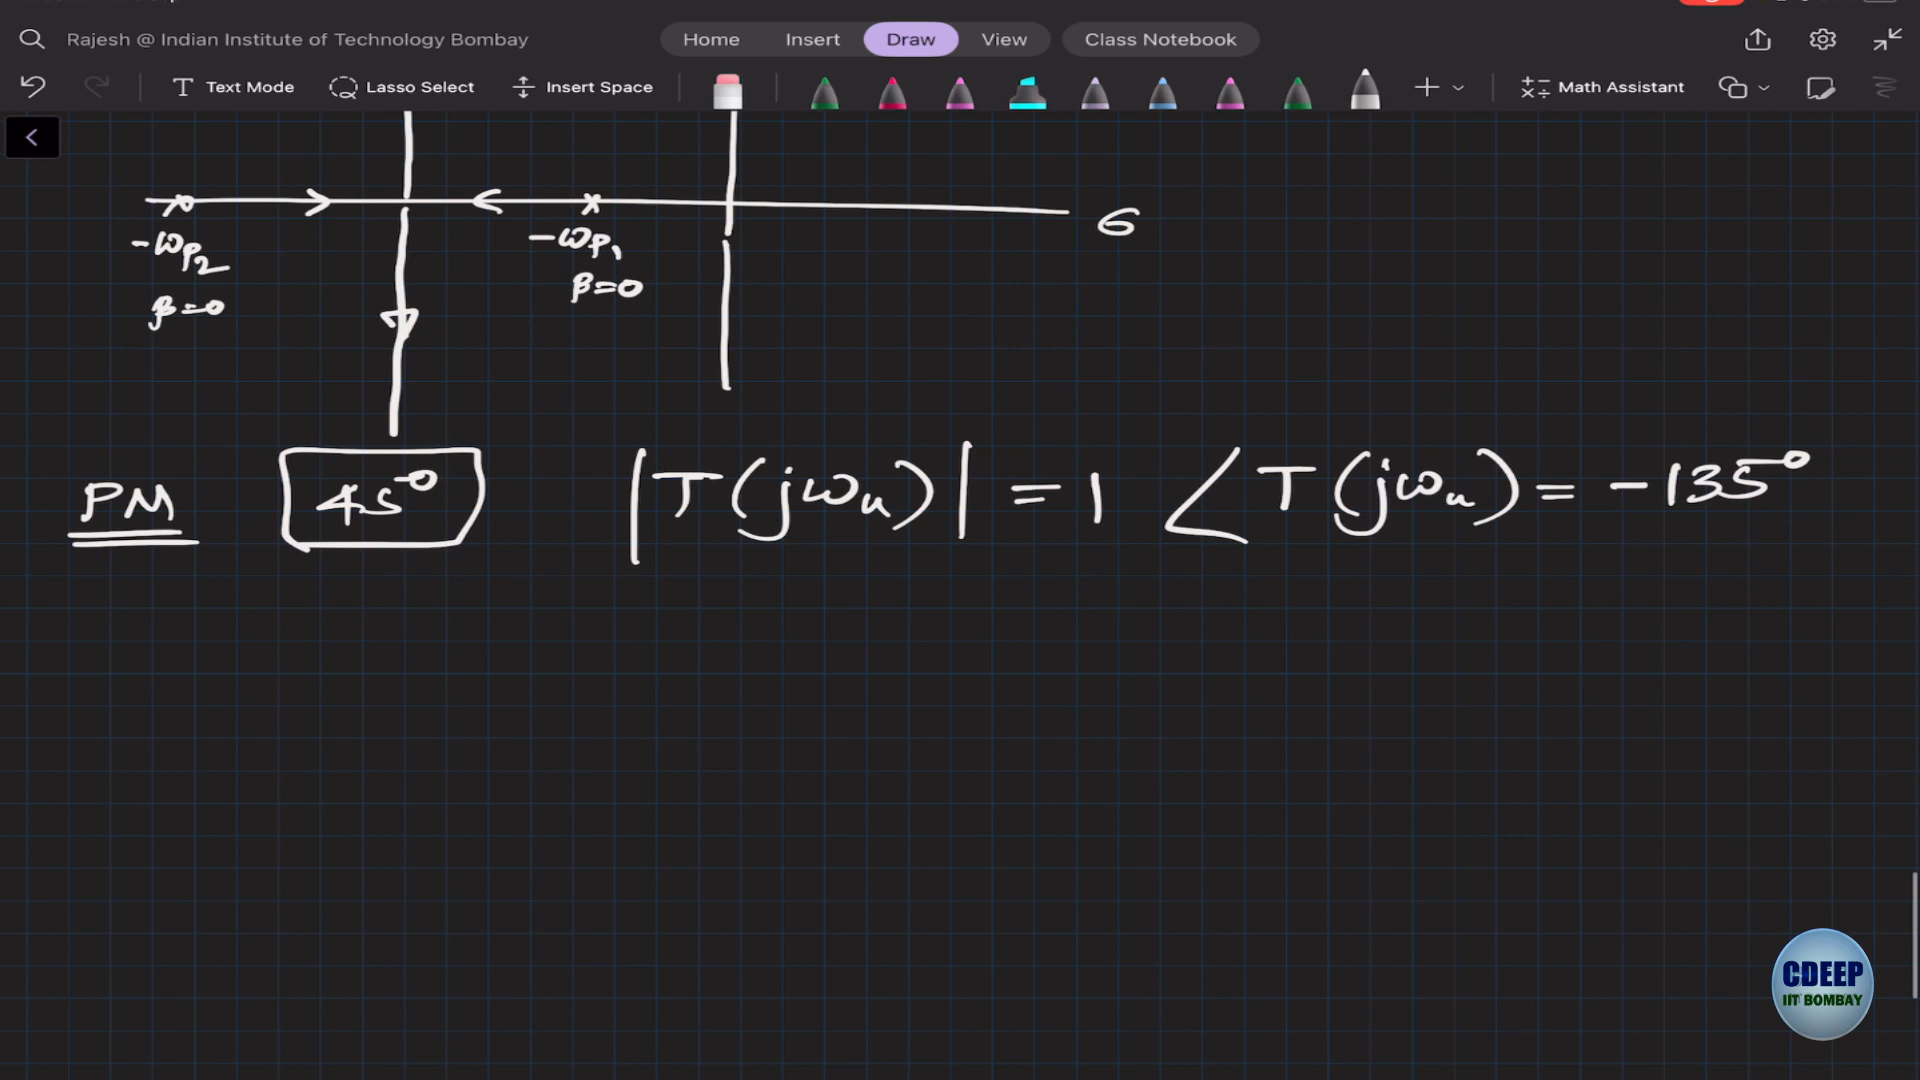 Rajesh @ Indian Institute of Technology Bombay Home Insert Draw View Class Notebook
Text Mode Lasso Select Insert Space Math Assistant
σ
-ωp₂ -ωp₁
β=0 β=0
PM 45° |T(jωu)| = 1 ∠T(jωu) = -135°
CDEEP
IIT BOMBAY